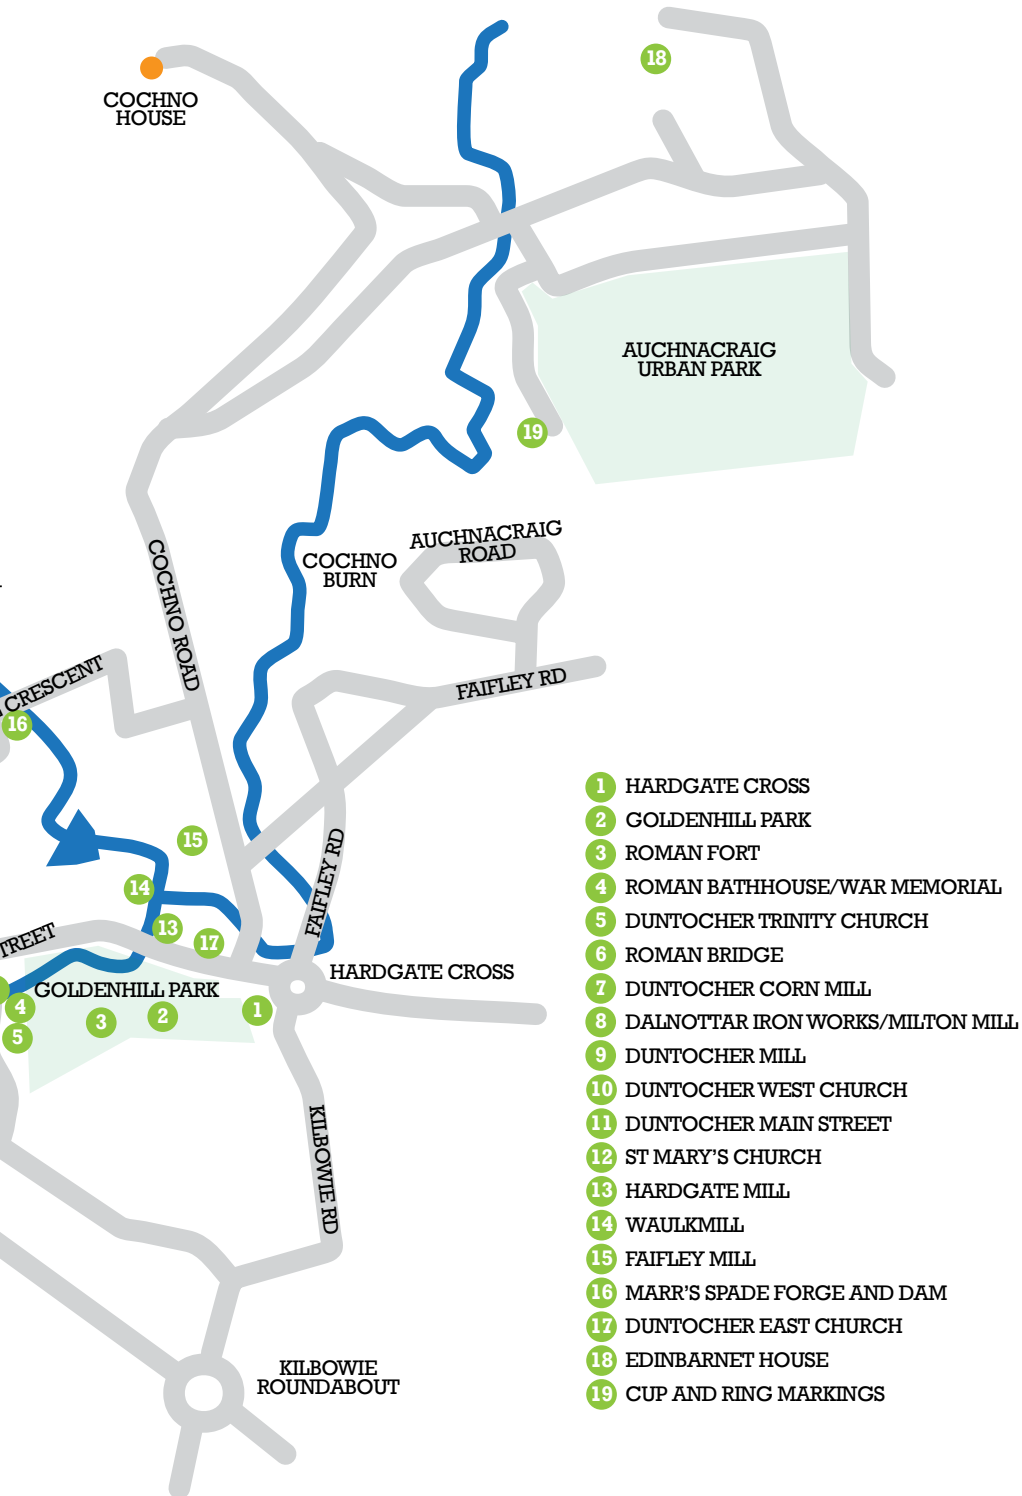 18
COCHNO
HOUSE
AUCHNACRAIG
URBAN PARK
19
AUCHNACRAIG
ROAD
COCHNO
BURN
COCHNO ROAD
CRESCENT
16
FAIFLEY RD
15
14
FAIFLEY RD
13
17
TREET
HARDGATE CROSS
GOLDENHILL PARK
4
3
2
1
5
KILBOWIE RD
KILBOWIE
ROUNDABOUT
1 HARDGATE CROSS
2 GOLDENHILL PARK
3 ROMAN FORT
4 ROMAN BATHHOUSE/WAR MEMORIAL
5 DUNTOCHER TRINITY CHURCH
6 ROMAN BRIDGE
7 DUNTOCHER CORN MILL
8 DALNOTTAR IRON WORKS/MILTON MILL
9 DUNTOCHER MILL
10 DUNTOCHER WEST CHURCH
11 DUNTOCHER MAIN STREET
12 ST MARY'S CHURCH
13 HARDGATE MILL
14 WAULKMILL
15 FAIFLEY MILL
16 MARR'S SPADE FORGE AND DAM
17 DUNTOCHER EAST CHURCH
18 EDINBARNET HOUSE
19 CUP AND RING MARKINGS